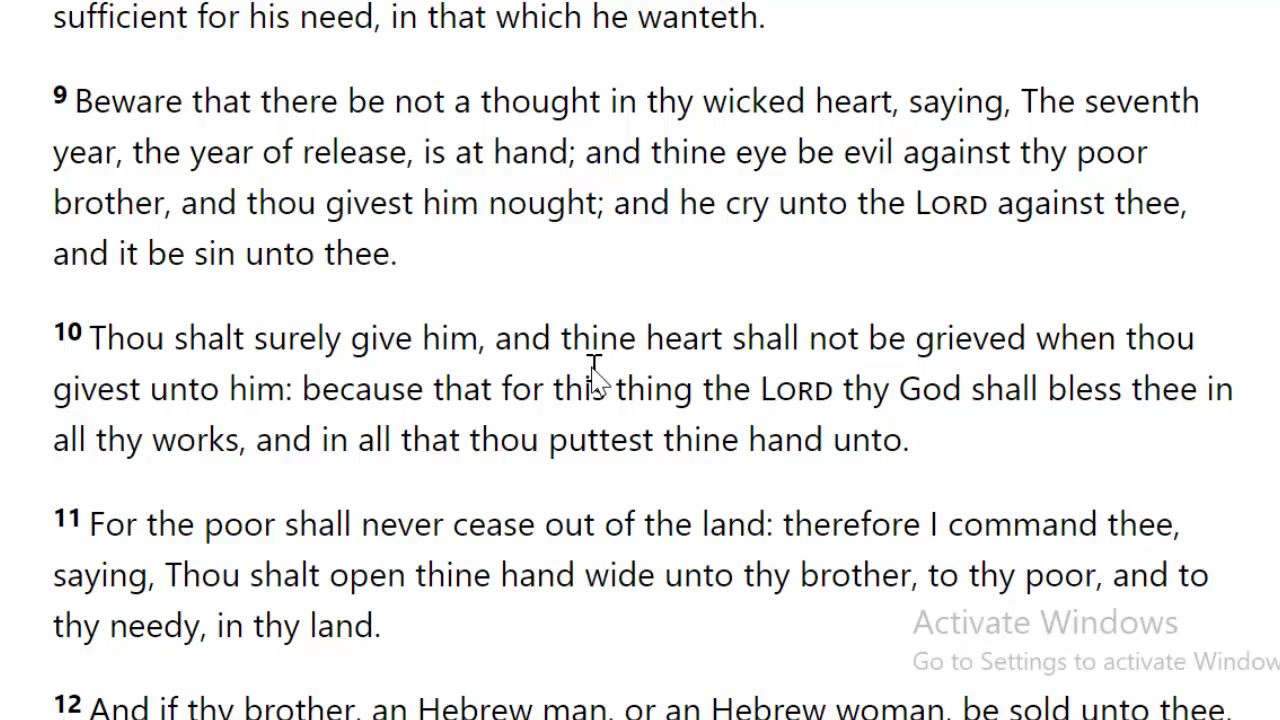 sufficient for his need, in that which he wanteth.
9 Beware that there be not a thought in thy wicked heart, saying, The seventh
year, the year of release, is at hand; and thine eye be evil against thy poor
brother, and thou givest him nought; and he cry unto the LORD against thee,
and it be sin unto thee.
10 Thou shalt surely give him, and thine heart shall not be grieved when thou
givest unto him: because that for this thing the LORD thy God shall bless thee in
all thy works, and in all that thou puttest thine hand unto.
11 For the poor shall never cease out of the land: therefore I command thee,
saying, Thou shalt open thine hand wide unto thy brother, to thy poor, and to
thy needy, in thy land.
Activate Windows
Go to Settings to activate Window
12 And if thy brother, an Hebrew man, or an Hebrew woman, be sold unto thee,